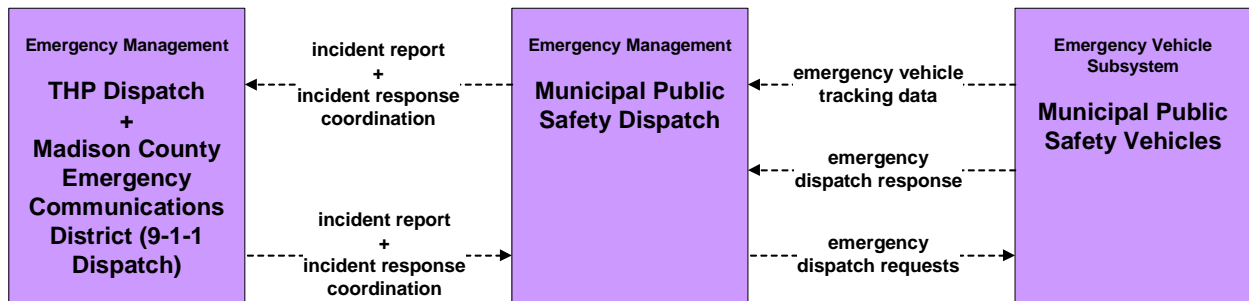 Emergency Management
THP Dispatch
+
Madison County
Emergency
Communications
District (9-1-1
Dispatch)
incident report
+
incident response
coordination
incident report
+
incident response
coordination
Emergency Management
Municipal Public
Safety Dispatch
emergency vehicle
tracking data
emergency
dispatch response
emergency
dispatch requests
Emergency Vehicle
Subsystem
Municipal Public
Safety Vehicles